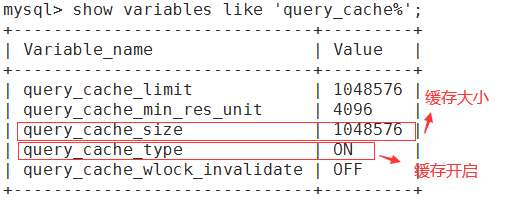 mysql> show variables like 'query_cache%';
+------------------------------+---------+
| Variable_name | Value |
+------------------------------+---------+
| query_cache_limit | 1048576 |
| query_cache_min_res_unit | 4096 |
| query_cache_size | 1048576 |
缓存大小
| query_cache_type | ON |
| query_cache_wlock_invalidate | OFF |
缓存开启
+------------------------------+---------+